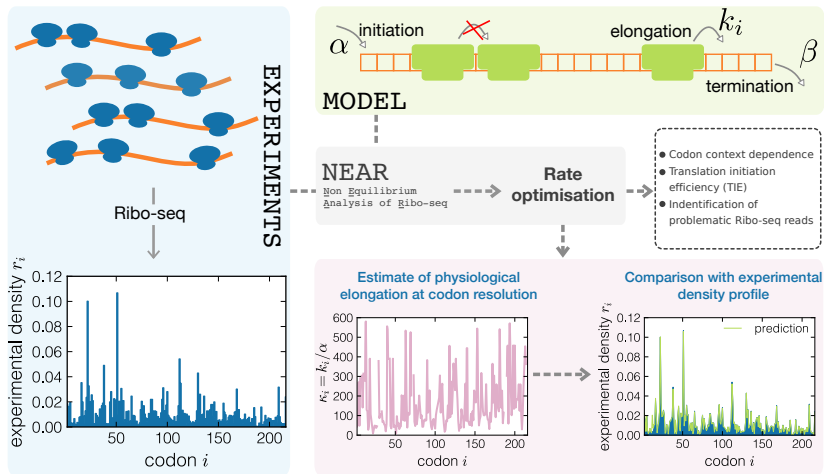 EXPERIMENTS
Ribo-seq
experimental density r_i
0.12
0.10
0.08
0.06
0.04
0.02
0.00
50
100
150
200
codon i
α
initiation
elongation
k_i
β
termination
MODEL
NEAR
Non Equilibrium
Analysis of Ribo-seq
Rate
optimisation
Codon context dependence
Translation initiation
efficiency (TIE)
Indentification of
problematic Ribo-seq reads
Estimate of physiological
elongation at codon resolution
κ_i = k_i/α
600
500
400
300
200
100
0
50
100
150
200
codon i
Comparison with experimental
density profile
experimental density r_i
0.12
0.10
0.08
0.06
0.04
0.02
0.00
prediction
50
100
150
200
codon i